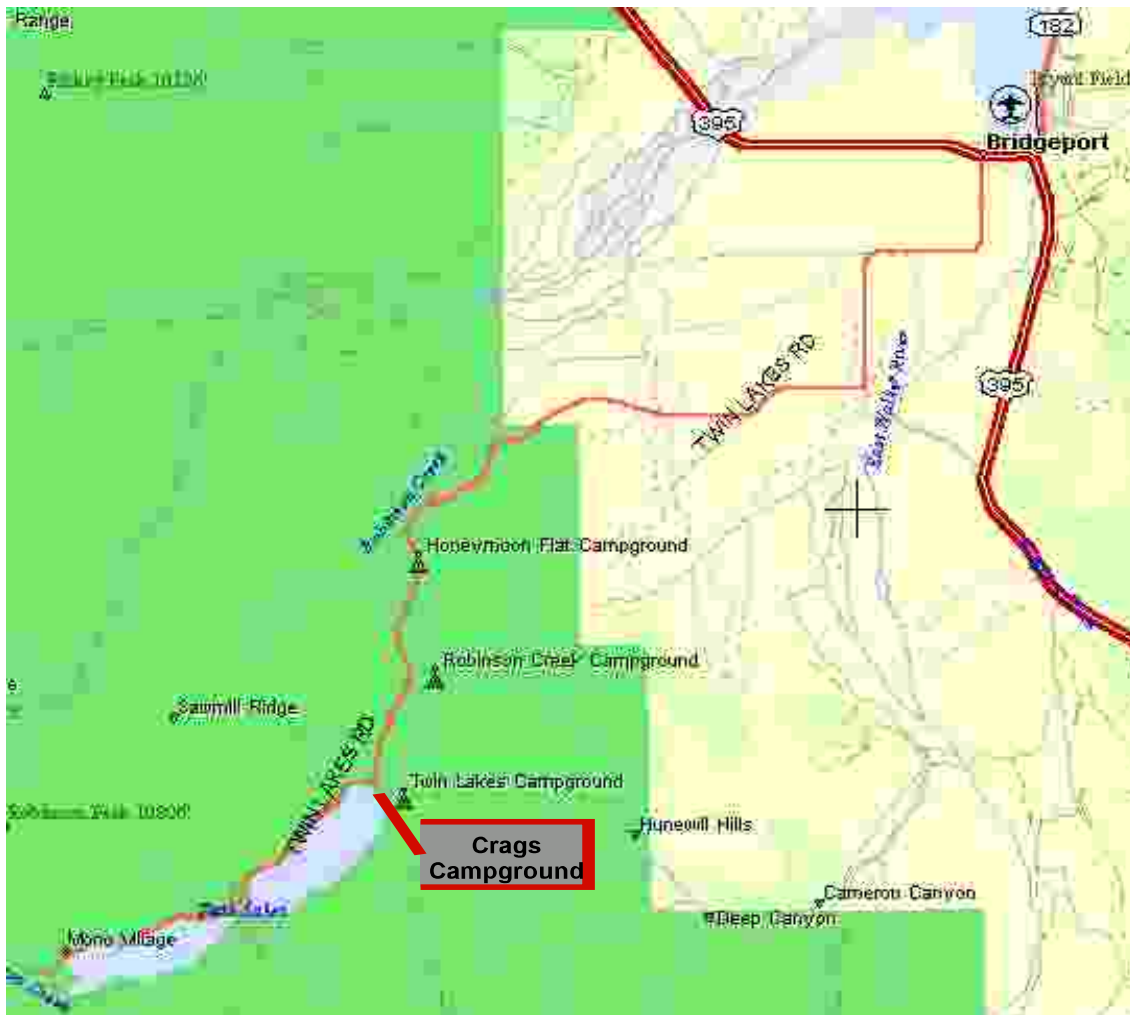 Range
182
395
Bridgeport
TWIN LAKES RD
395
Honeymoon Flat Campground
Robinson Creek Campground
Sawmill Ridge
TWIN LAKES RD
Twin Lakes Campground
Hunewill Hills
Crags
Campground
Cameron Canyon
Deep Canyon
Mono Village